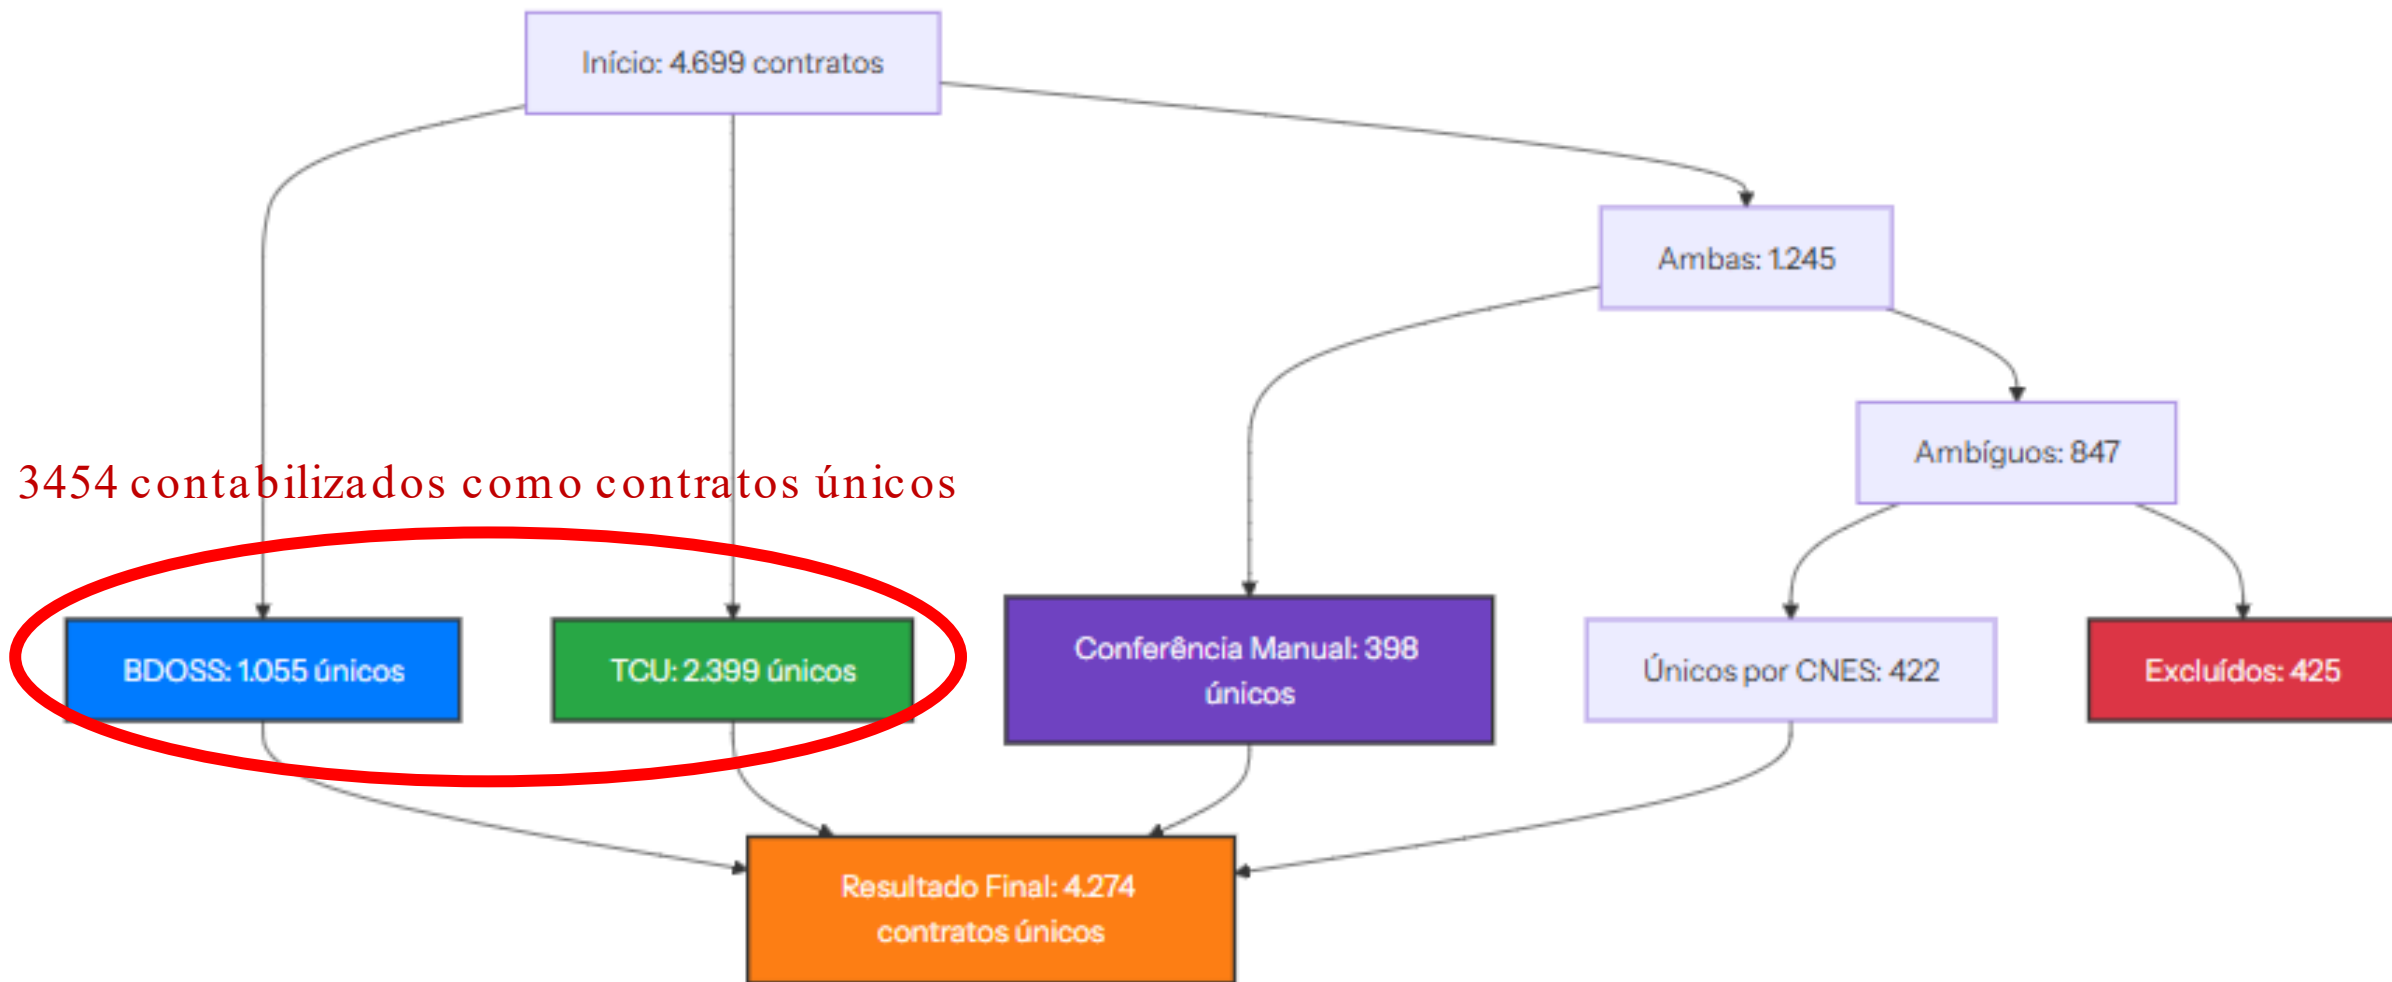 Início: 4.699 contratos
Ambas: 1.245
Ambíguos: 847
3454 contabilizados como contratos únicos
BDOSS: 1.055 únicos
TCU: 2.399 únicos
Conferência Manual: 398
únicos
Únicos por CNES: 422
Excluídos: 425
Resultado Final: 4.274
contratos únicos